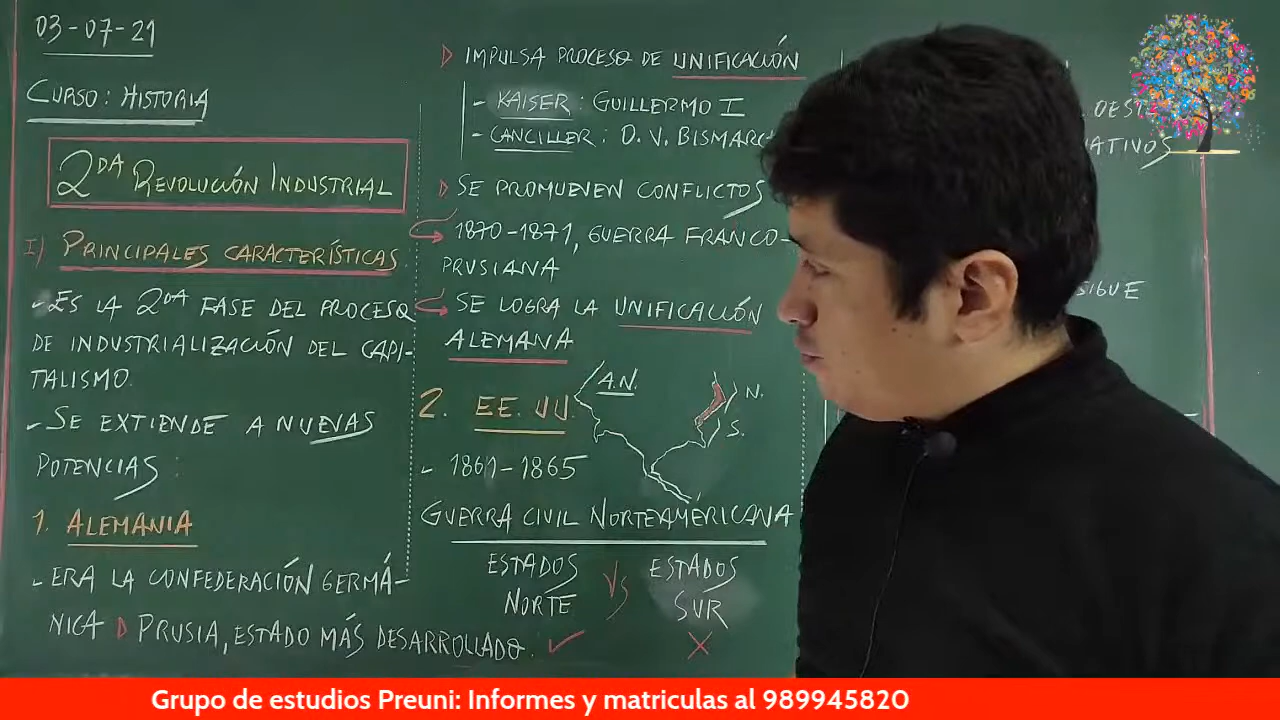 03-07-21
CURSO: HISTORIA
2DA REVOLUCIÓN INDUSTRIAL
I) PRINCIPALES CARACTERÍSTICAS
- ES LA 2DA FASE DEL PROCESO
DE INDUSTRIALIZACIÓN DEL CAPI-
TALISMO.
- SE EXTIENDE A NUEVAS
POTENCIAS:
1. ALEMANIA
- ERA LA CONFEDERACIÓN GERMÁ-
NICA PRUSIA, ESTADO MÁS DESARROLLADO.
IMPULSA PROCESO DE UNIFICACIÓN
- KAISER: GUILLERMO I
- CANCILLER: O. V. BISMARC
SE PROMUEVEN CONFLICTOS
1870-1871, GUERRA FRANCO-
PRUSIANA
SE LOGRA LA UNIFICACIÓN
ALEMANA
2. EE. UU.
A.N.
N.
S.
- 1861-1865
GUERRA CIVIL NORTEAMERICANA
ESTADOS NORTE VS ESTADOS SUR
OESTE
ATIVOS
SIGUE
Grupo de estudios Preuni: Informes y matriculas al 989945820